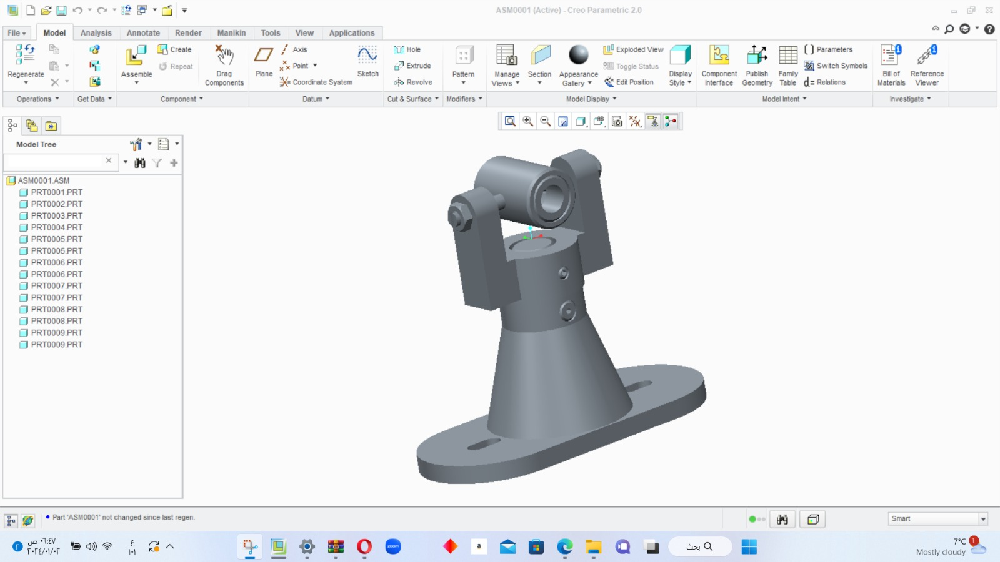 ASM0001 (Active) - Creo Parametric 2.0
File Model Analysis Annotate Render Manikin Tools View Applications
Regenerate
Assemble
Create
Repeat
Drag Components
Plane
Axis
Point
Coordinate System
Sketch
Hole
Extrude
Revolve
Pattern
Manage Views
Section
Appearance Gallery
Exploded View
Toggle Status
Edit Position
Display Style
Component Interface
Publish Geometry
Family Table
Parameters
Switch Symbols
d= Relations
Bill of Materials
Reference Viewer
Operations Get Data Component Datum Cut & Surface Modifiers Model Display Model Intent Investigate
Model Tree
ASM0001.ASM
PRT0001.PRT
PRT0002.PRT
PRT0003.PRT
PRT0004.PRT
PRT0005.PRT
PRT0005.PRT
PRT0006.PRT
PRT0006.PRT
PRT0007.PRT
PRT0007.PRT
PRT0008.PRT
PRT0008.PRT
PRT0009.PRT
PRT0009.PRT
Part 'ASM0001' not changed since last regen.
Smart
٠٦:٤٧ ص
٢٠٢٤/٠١/٠٢
ع
١٠١
zoom
a
بحث
7°C
Mostly cloudy